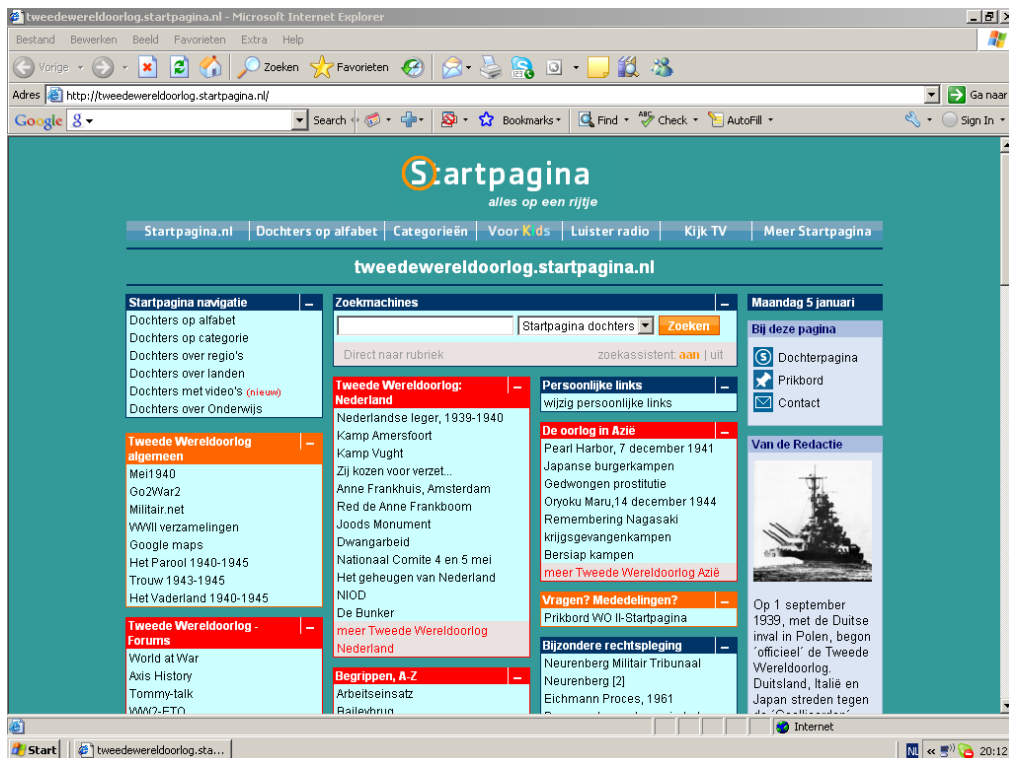 tweedewereldoorlog.startpagina.nl - Microsoft Internet Explorer
Bestand Bewerken Beeld Favorieten Extra Help
Vorige Zoeken Favorieten
Adres http://tweedewereldoorlog.startpagina.nl/ Ga naar
Google g Search Bookmarks Find ABC Check AutoFill Sign In
Startpagina
alles op een rijtje
Startpagina.nl Dochters op alfabet Categorieën Voor Kids Luister radio Kijk TV Meer Startpagina
tweedewereldoorlog.startpagina.nl
Startpagina navigatie
Dochters op alfabet
Dochters op categorie
Dochters over regio's
Dochters over landen
Dochters met video's (nieuw)
Dochters over Onderwijs
Tweede Wereldoorlog
algemeen
Mei1940
Go2War2
Militair.net
WWII verzamelingen
Google maps
Het Parool 1940-1945
Trouw 1943-1945
Het Vaderland 1940-1945
Tweede Wereldoorlog -
Forums
World at War
Axis History
Tommy-talk
WW2-ETO
Zoekmachines
Startpagina dochters Zoeken
Direct naar rubriek zoekassistent: aan | uit
Tweede Wereldoorlog:
Nederland
Nederlandse leger, 1939-1940
Kamp Amersfoort
Kamp Vught
Zij kozen voor verzet...
Anne Frankhuis, Amsterdam
Red de Anne Frankboom
Joods Monument
Dwangarbeid
Nationaal Comite 4 en 5 mei
Het geheugen van Nederland
NIOD
De Bunker
meer Tweede Wereldoorlog
Nederland
Begrippen, A-Z
Arbeitseinsatz
Baileybrug
Persoonlijke links
wijzig persoonlijke links
De oorlog in Azië
Pearl Harbor, 7 december 1941
Japanse burgerkampen
Gedwongen prostitutie
Oryoku Maru,14 december 1944
Remembering Nagasaki
krijgsgevangenkampen
Bersiap kampen
meer Tweede Wereldoorlog Azië
Vragen? Mededelingen?
Prikbord WO II-Startpagina
Bijzondere rechtspleging
Neurenberg Militair Tribunaal
Neurenberg [2]
Eichmann Proces, 1961
Maandag 5 januari
Bij deze pagina
Dochterpagina
Prikbord
Contact
Van de Redactie
Op 1 september
1939, met de Duitse
inval in Polen, begon
´officieel´ de Tweede
Wereldoorlog.
Duitsland, Italië en
Japan streden tegen
de ´Geallieerden´
Internet
Start tweedewereldoorlog.sta... NL 20:12